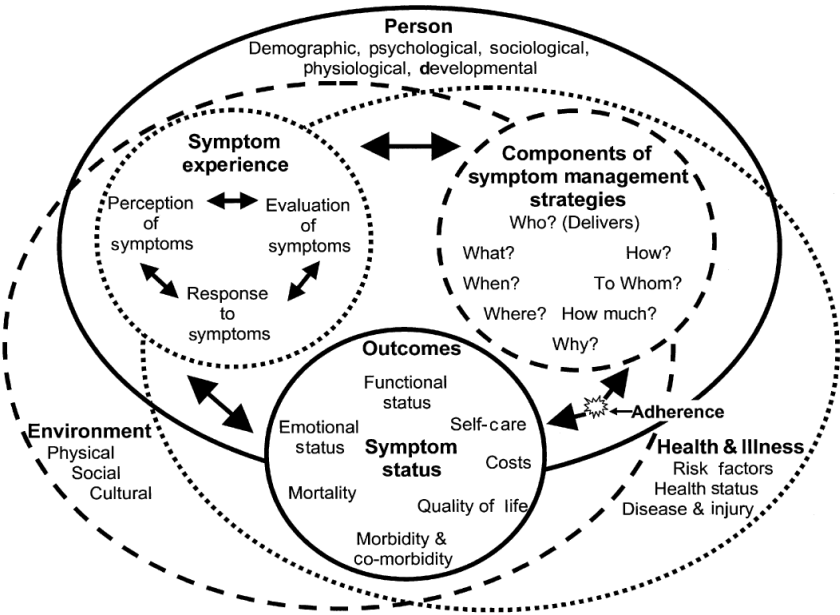 Person
Demographic, psychological, sociological,
physiological, developmental
Symptom
experience
Perception
of
symptoms
Evaluation
of
symptoms
Response
to
symptoms
Components of
symptom management
strategies
Who? (Delivers)
What?
How?
When?
To Whom?
Where?
How much?
Why?
Outcomes
Functional
status
Emotional
status
Self-care
Symptom
status
Costs
Mortality
Quality of life
Morbidity &
co-morbidity
Adherence
Environment
Physical
Social
Cultural
Health & Illness
Risk factors
Health status
Disease & injury